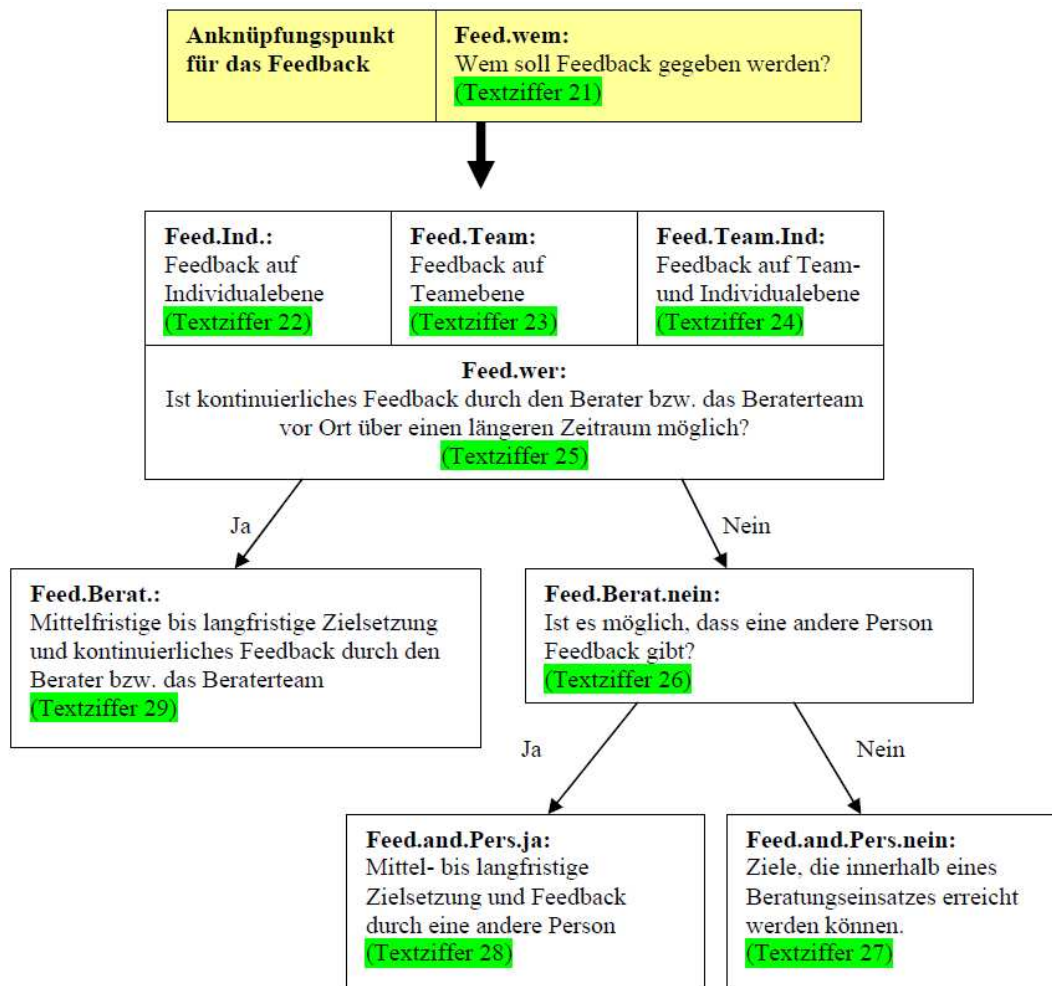 Anknüpfungspunkt
für das Feedback
Feed.wem:
Wem soll Feedback gegeben werden?
(Textziffer 21)
Feed.Ind.:
Feedback auf
Individualebene
(Textziffer 22)
Feed.Team:
Feedback auf
Teamebene
(Textziffer 23)
Feed.Team.Ind:
Feedback auf Team-
und Individualebene
(Textziffer 24)
Feed.wer:
Ist kontinuierliches Feedback durch den Berater bzw. das Beraterteam
vor Ort über einen längeren Zeitraum möglich?
(Textziffer 25)
Ja
Nein
Feed.Berat.:
Mittelfristige bis langfristige Zielsetzung
und kontinuierliches Feedback durch den
Berater bzw. das Beraterteam
(Textziffer 29)
Feed.Berat.nein:
Ist es möglich, dass eine andere Person
Feedback gibt?
(Textziffer 26)
Ja
Nein
Feed.and.Pers.ja:
Mittel- bis langfristige
Zielsetzung und Feedback
durch eine andere Person
(Textziffer 28)
Feed.and.Pers.nein:
Ziele, die innerhalb eines
Beratungseinsatzes erreicht
werden können.
(Textziffer 27)